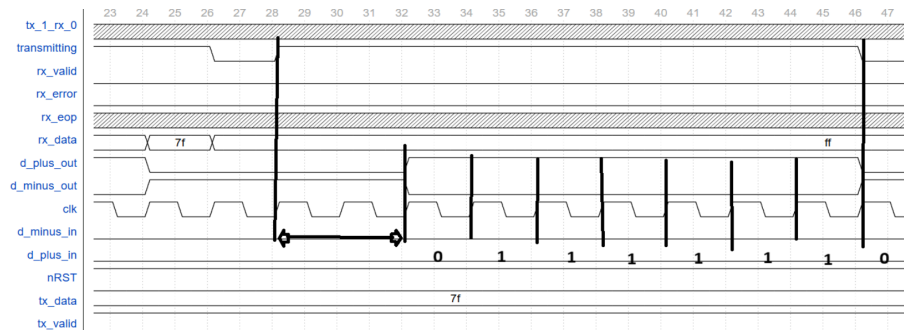 23 24 25 26 27 28 29 30 31 32 33 34 35 36 37 38 39 40 41 42 43 44 45 46 47
tx_1_rx_0
transmitting
rx_valid
rx_error
rx_eop
rx_data 7f ff
d_plus_out
d_minus_out
clk
d_minus_in
d_plus_in 0 1 1 1 1 1 1 0
nRST
tx_data 7f
tx_valid